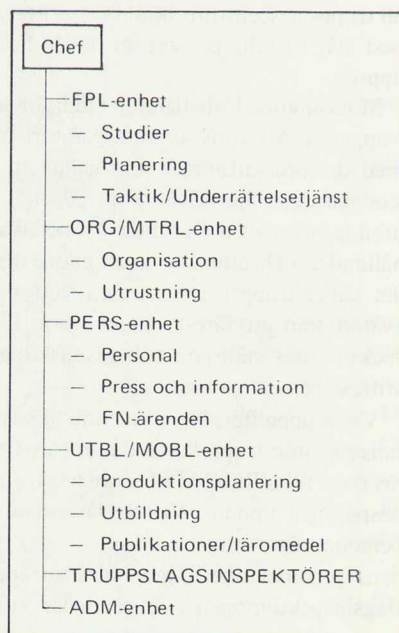 Chef
— FPL-enhet
— Studier
— Planering
— Taktik/Underrättelsetjänst
— ORG/MTRL-enhet
— Organisation
— Utrustning
— PERS-enhet
— Personal
— Press och information
— FN-ärenden
— UTBL/MOBL-enhet
— Produktionsplanering
— Utbildning
— Publikationer/läromedel
— TRUPPSLAGSINSPEKTÖRER
— ADM-enhet